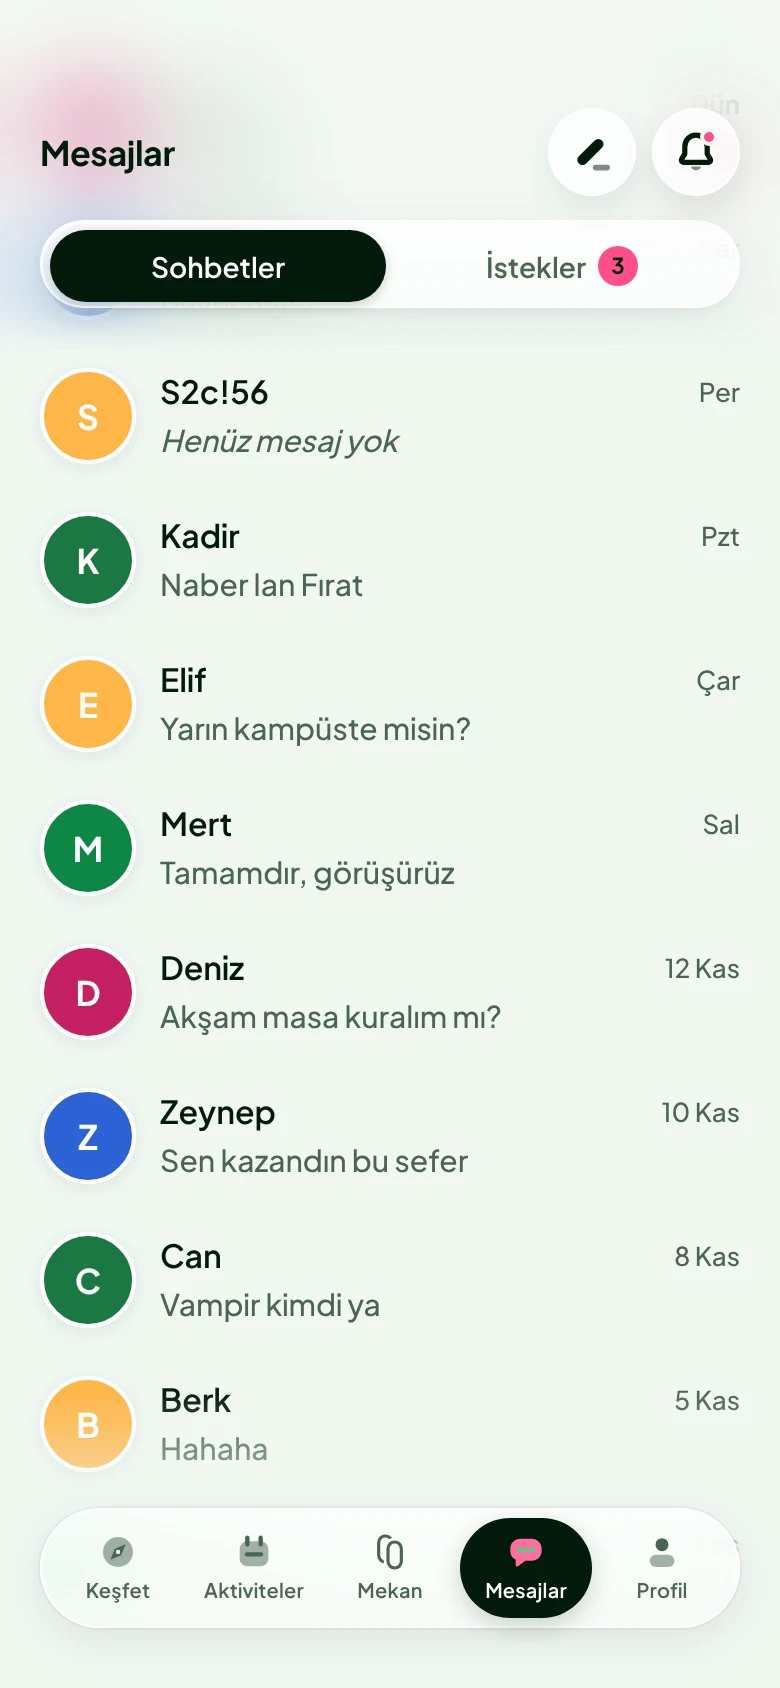 Dün
Mesajlar
Sohbetler
İstekler 3
S
S2c!56
Per
Henüz mesaj yok
K
Kadir
Pzt
Naber lan Fırat
E
Elif
Çar
Yarın kampüste misin?
M
Mert
Sal
Tamamdır, görüşürüz
D
Deniz
12 Kas
Akşam masa kuralım mı?
Z
Zeynep
10 Kas
Sen kazandın bu sefer
C
Can
8 Kas
Vampir kimdi ya
B
Berk
5 Kas
Hahaha
Keşfet
Aktiviteler
Mekan
Mesajlar
Profil